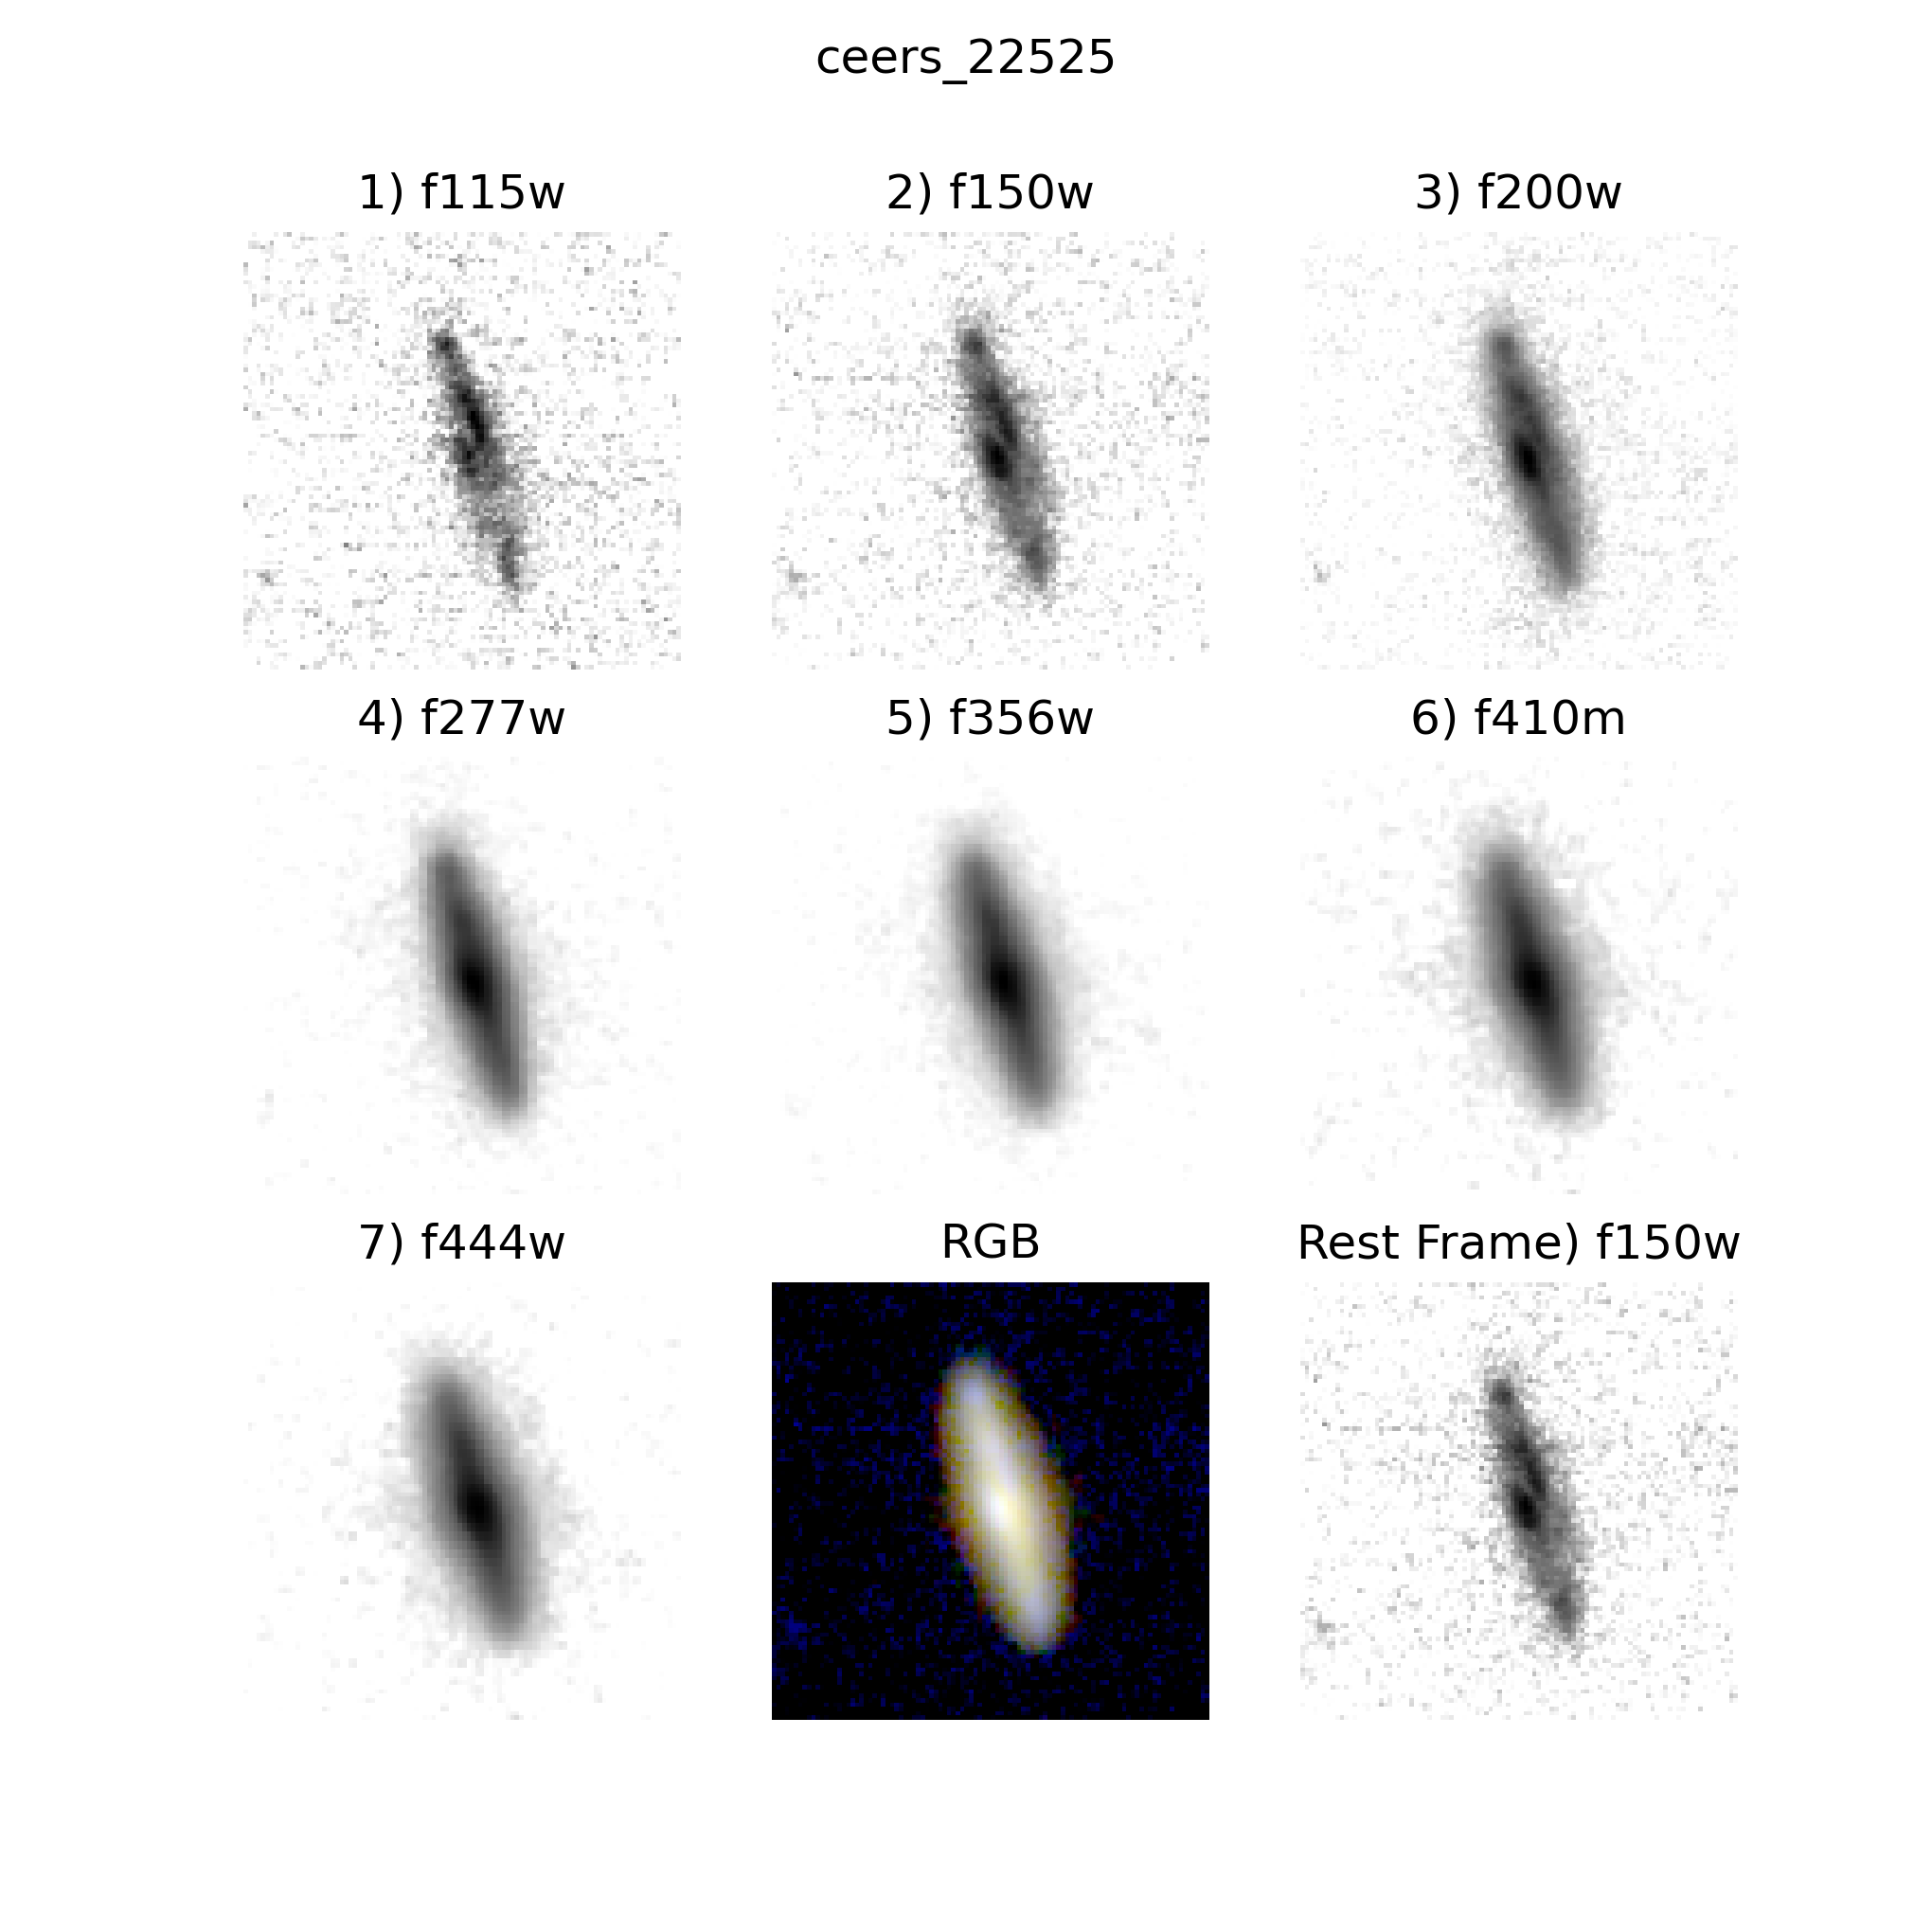 ceers_22525
1) f115w
2) f150w
3) f200w
4) f277w
5) f356w
6) f410m
7) f444w
RGB
Rest Frame) f150w